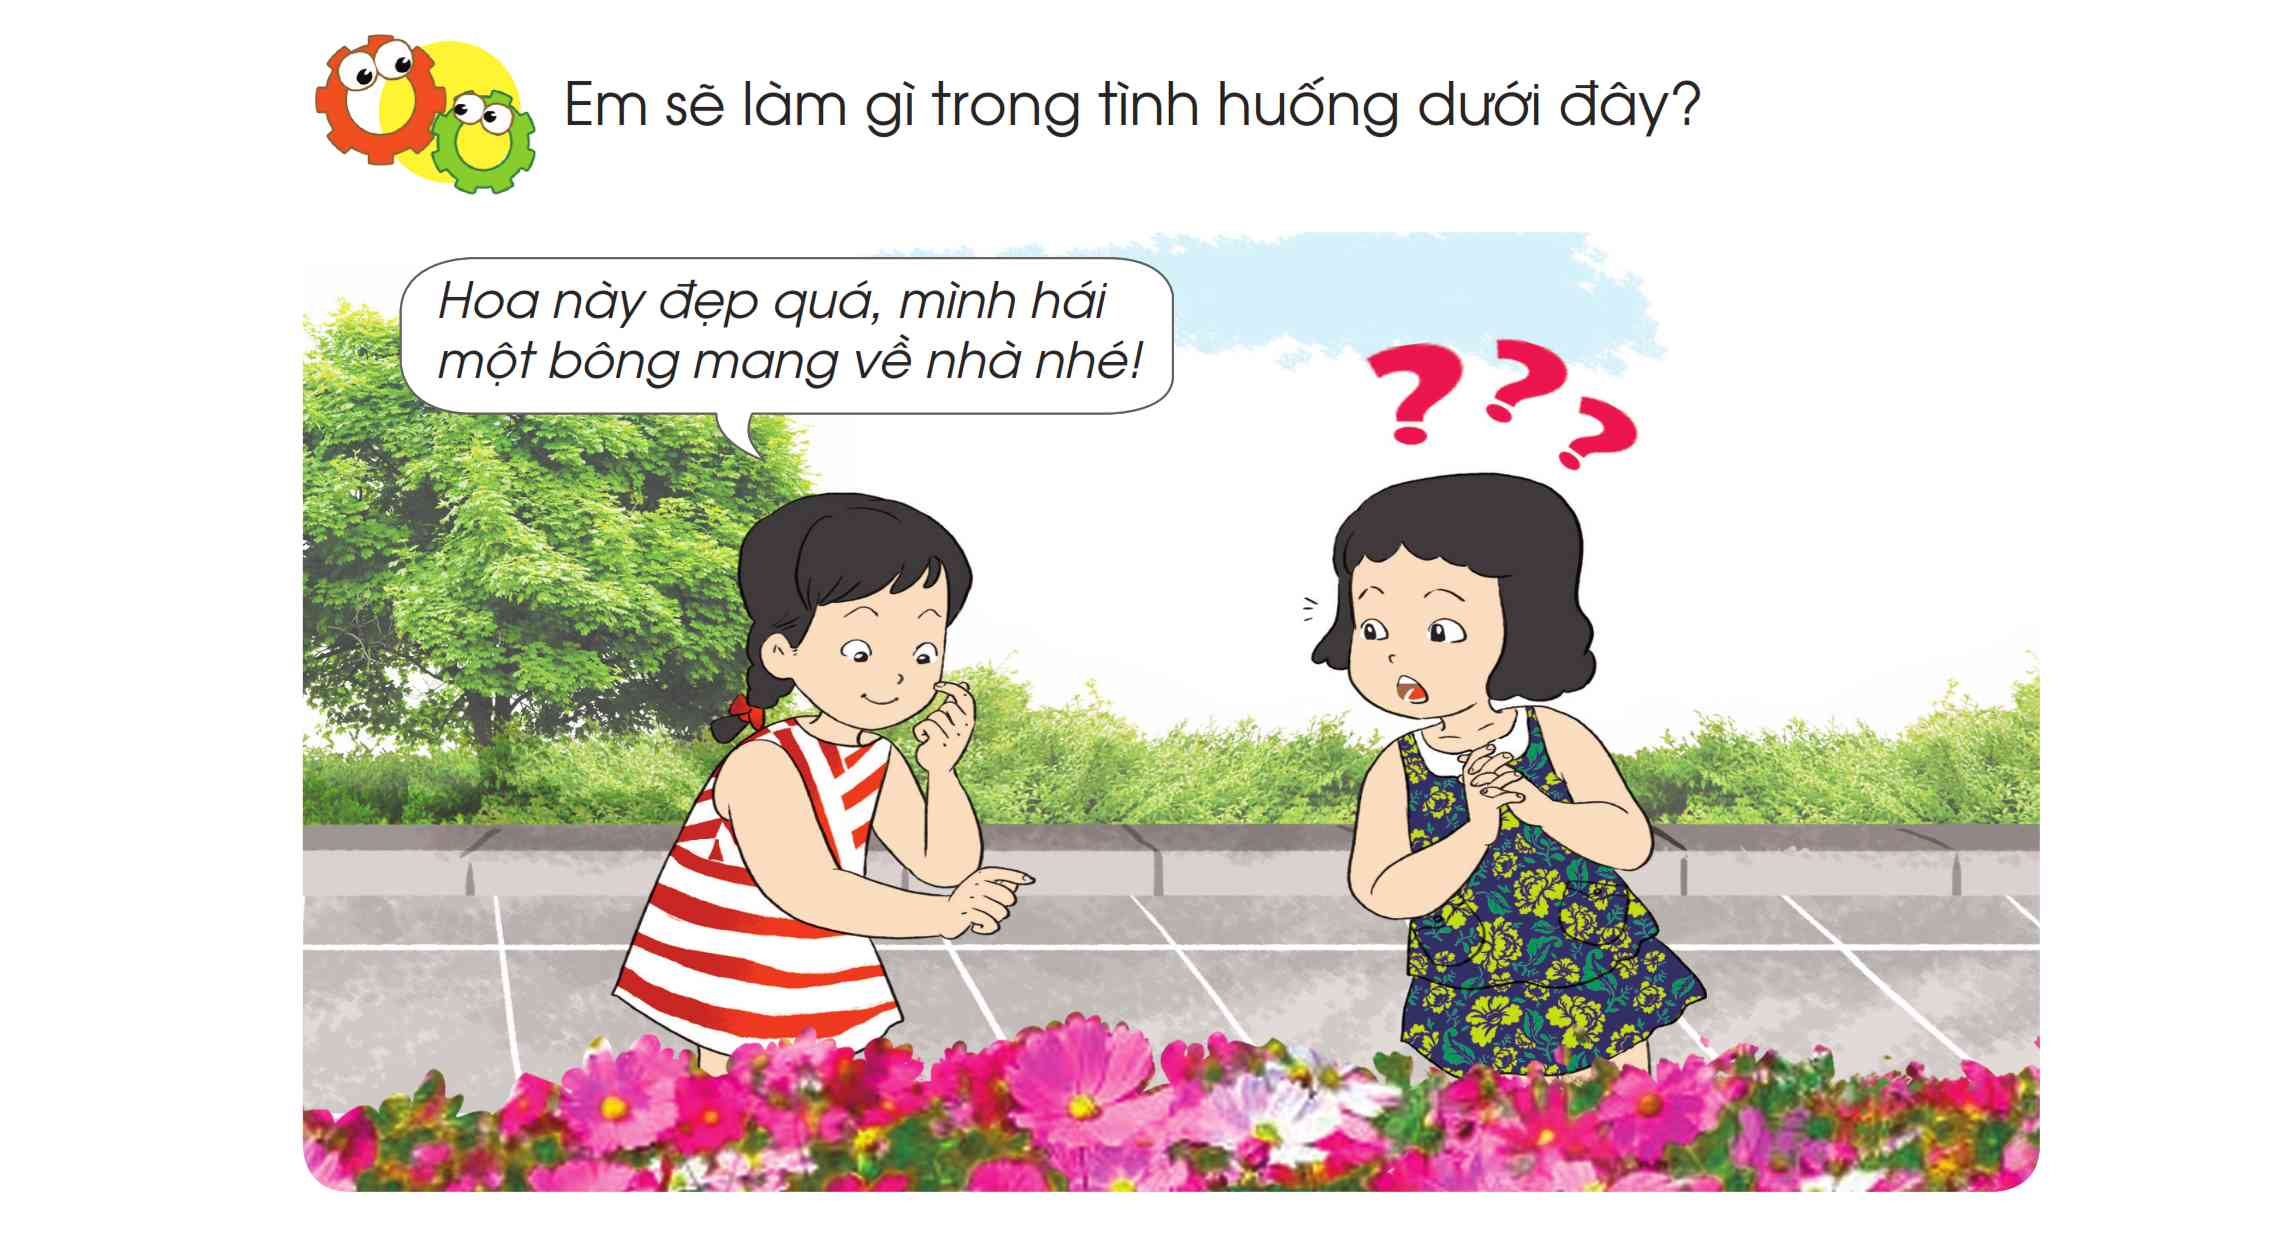 Em sẽ làm gì trong tình huống dưới đây?
Hoa này đẹp quá, mình hái
một bông mang về nhà nhé!
???